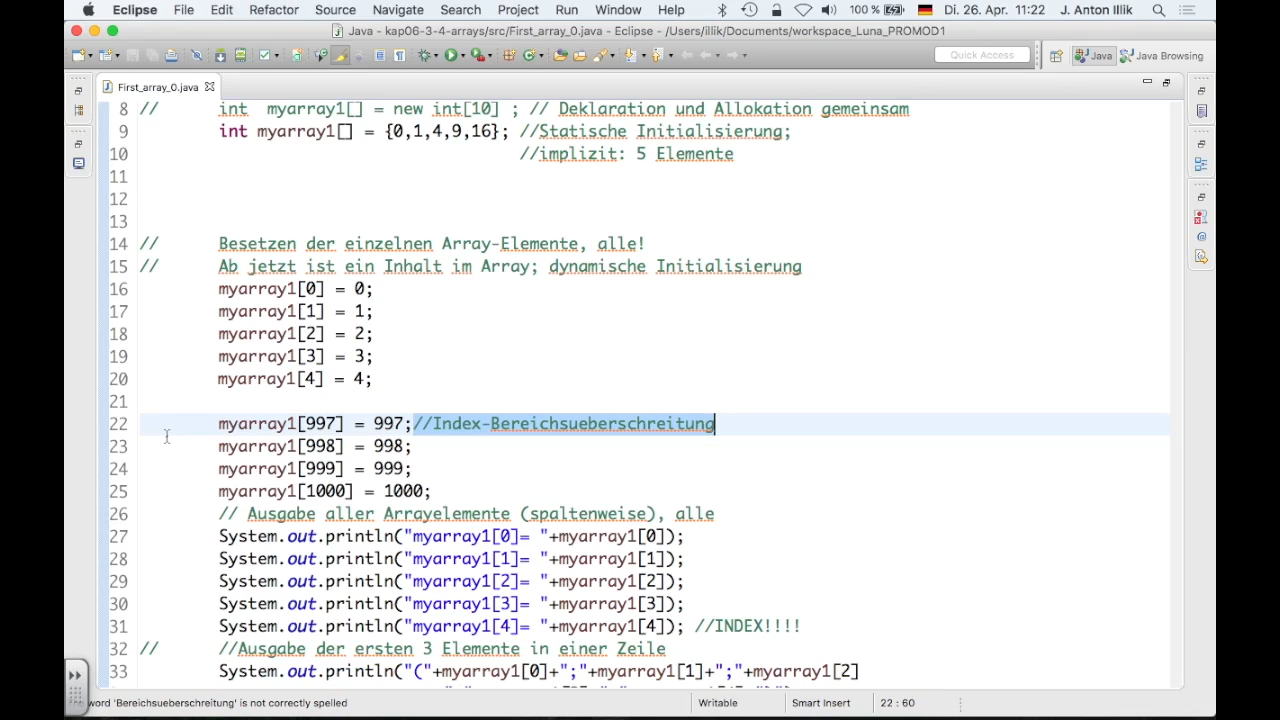 Eclipse File Edit Refactor Source Navigate Search Project Run Window Help 100 % Di. 26. Apr. 11:22 J. Anton Illik
Java - kap06-3-4-arrays/src/First_array_0.java - Eclipse - /Users/illik/Documents/workspace_Luna_PROMOD1
Quick Access Java Java Browsing
First_array_0.java
8 // int myarray1[] = new int[10] ; // Deklaration und Allokation gemeinsam
9 int myarray1[] = {0,1,4,9,16}; //Statische Initialisierung;
10 //implizit: 5 Elemente
11
12
13
14 // Besetzen der einzelnen Array-Elemente, alle!
15 // Ab jetzt ist ein Inhalt im Array; dynamische Initialisierung
16 myarray1[0] = 0;
17 myarray1[1] = 1;
18 myarray1[2] = 2;
19 myarray1[3] = 3;
20 myarray1[4] = 4;
21
22 myarray1[997] = 997;//Index-Bereichsueberschreitung
23 myarray1[998] = 998;
24 myarray1[999] = 999;
25 myarray1[1000] = 1000;
26 // Ausgabe aller Arrayelemente (spaltenweise), alle
27 System.out.println("myarray1[0]= "+myarray1[0]);
28 System.out.println("myarray1[1]= "+myarray1[1]);
29 System.out.println("myarray1[2]= "+myarray1[2]);
30 System.out.println("myarray1[3]= "+myarray1[3]);
31 System.out.println("myarray1[4]= "+myarray1[4]); //INDEX!!!!
32 // //Ausgabe der ersten 3 Elemente in einer Zeile
33 System.out.println("("+myarray1[0]+";"+myarray1[1]+";"+myarray1[2]
word 'Bereichsueberschreitung' is not correctly spelled Writable Smart Insert 22 : 60